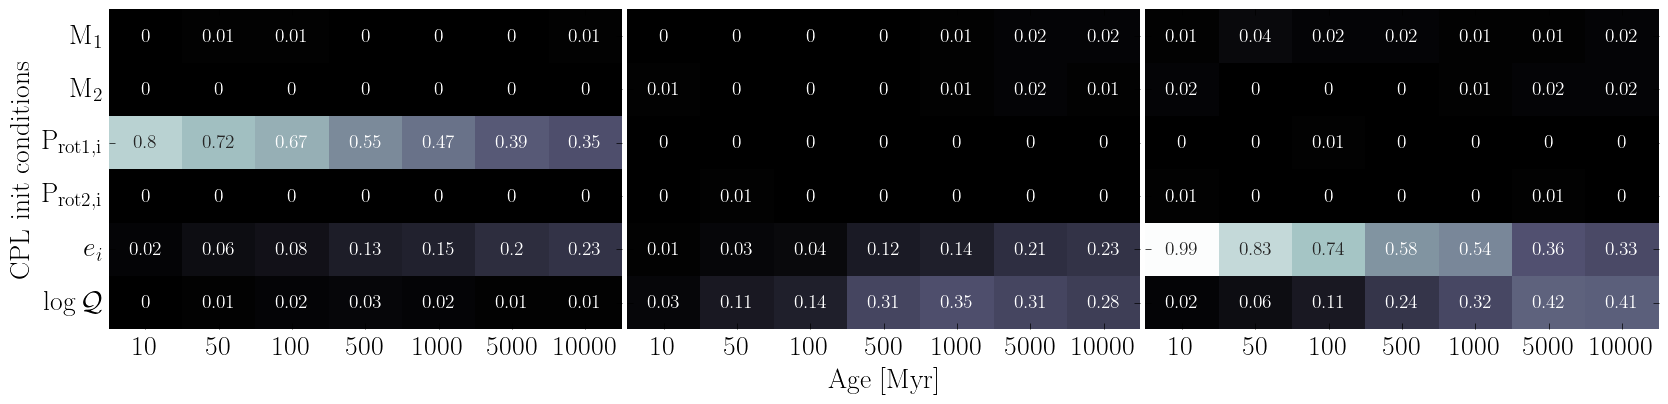 CPL init conditions
M₁ 0 0.01 0.01 0 0 0 0.01 0 0 0 0 0.01 0.02 0.02 0.01 0.04 0.02 0.02 0.01 0.01 0.02
M₂ 0 0 0 0 0 0 0 0.01 0 0 0 0.01 0.02 0.01 0.02 0 0 0 0.01 0.02 0.02
P_rot1,i 0.8 0.72 0.67 0.55 0.47 0.39 0.35 0 0 0 0 0 0 0 0 0 0.01 0 0 0 0
P_rot2,i 0 0 0 0 0 0 0 0 0.01 0 0 0 0 0 0.01 0 0 0 0 0.01 0
e_i 0.02 0.06 0.08 0.13 0.15 0.2 0.23 0.01 0.03 0.04 0.12 0.14 0.21 0.23 0.99 0.83 0.74 0.58 0.54 0.36 0.33
log 𝒬 0 0.01 0.02 0.03 0.02 0.01 0.01 0.03 0.11 0.14 0.31 0.35 0.31 0.28 0.02 0.06 0.11 0.24 0.32 0.42 0.41
10 50 100 500 1000 5000 10000 10 50 100 500 1000 5000 10000 10 50 100 500 1000 5000 10000
Age [Myr]